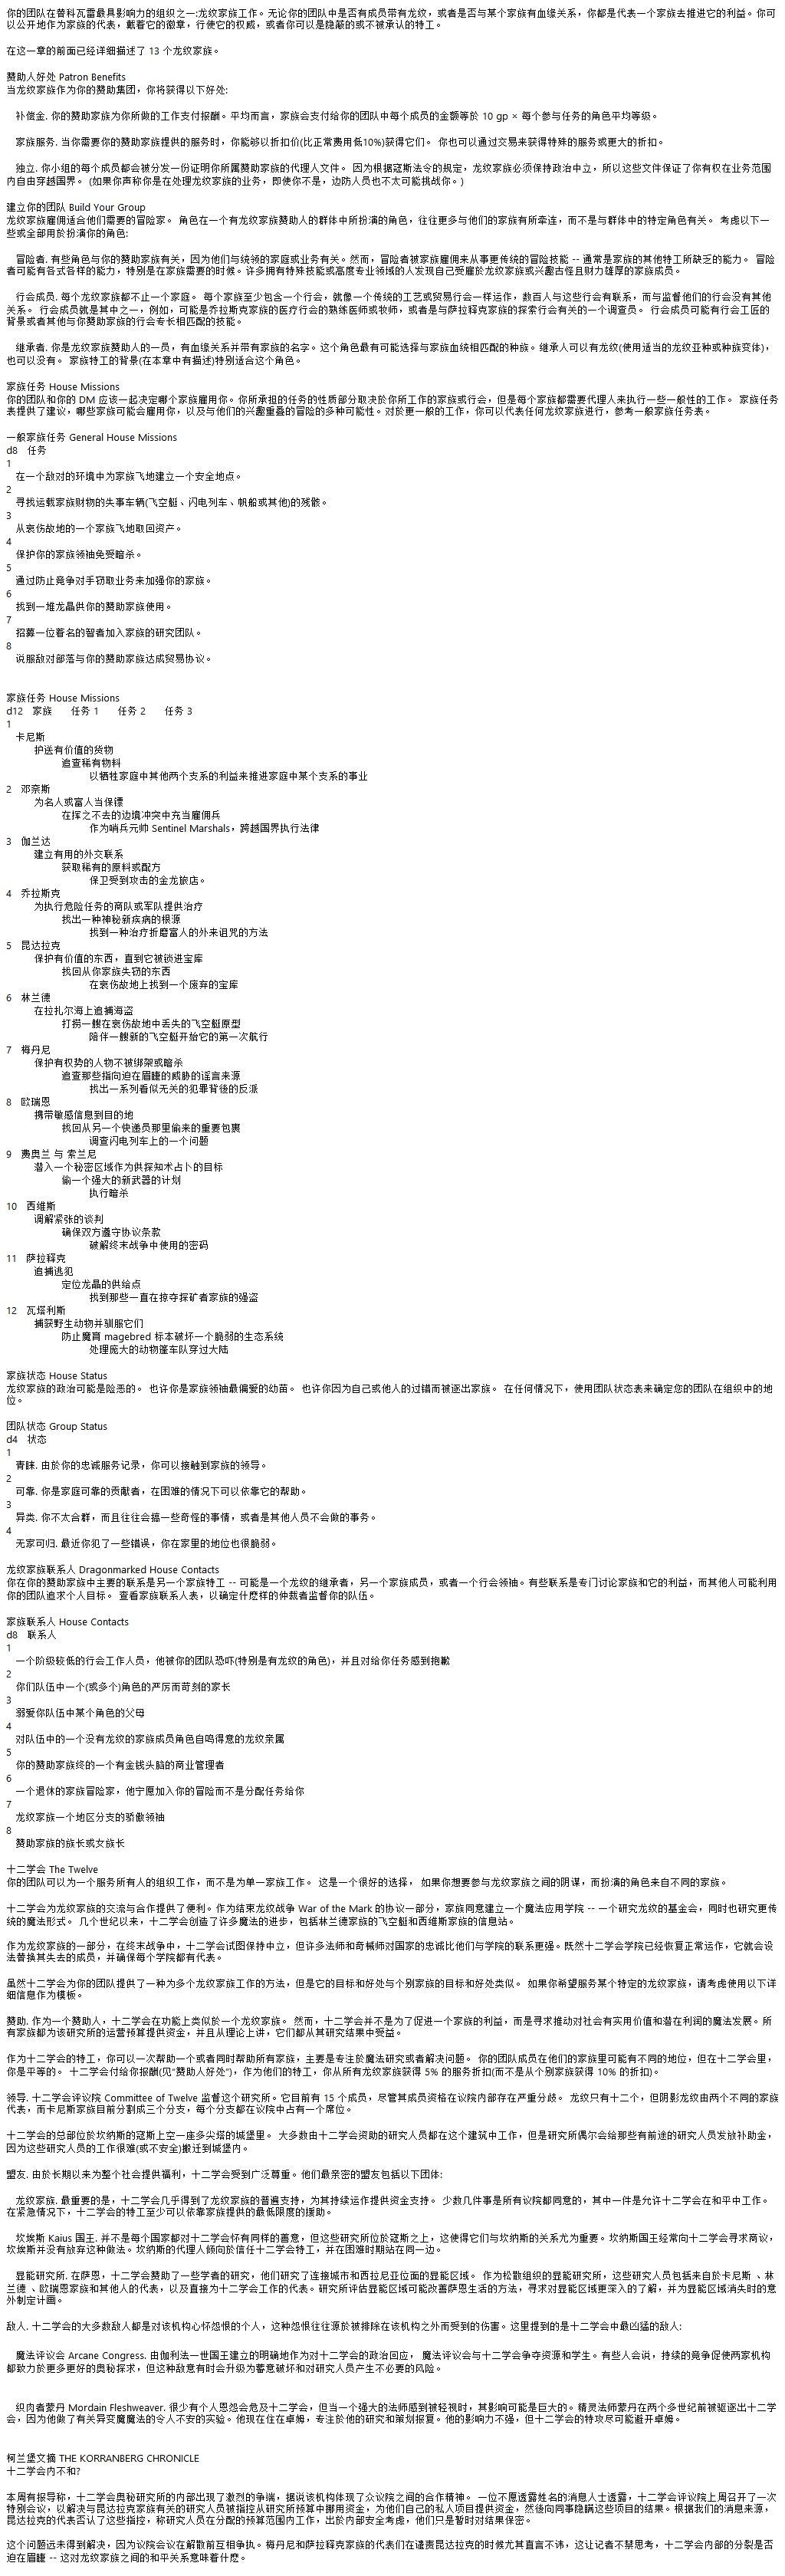 你的团队在普科瓦雷最具影响力的组织之一:龙纹家族工作。无论你的团队中是否有成员带有龙纹，或者是否与某个家族有血缘关系，你都是代表一个家族去推进它的利益。你可
以公开地作为家族的代表，戴着它的徽章，行使它的权威，或者你可以是隐蔽的或不被承认的特工。
在这一章的前面已经详细描述了 13 个龙纹家族。
赞助人好处 Patron Benefits
当龙纹家族作为你的赞助集团，你将获得以下好处:
补偿金. 你的赞助家族为你所做的工作支付报酬。平均而言，家族会支付给你的团队中每个成员的金额等於 10 gp × 每个参与任务的角色平均等级。
家族服务. 当你需要你的赞助家族提供的服务时，你能够以折扣价(比正常费用低10%)获得它们。 你也可以通过交易来获得特殊的服务或更大的折扣。
独立. 你小组的每个成员都会被分发一份证明你所属赞助家族的代理人文件。 因为根据寇斯法令的规定，龙纹家族必须保持政治中立，所以这些文件保证了你有权在业务范围
内自由穿越国界。 (如果你声称你是在处理龙纹家族的业务，即使你不是，边防人员也不太可能挑战你。)
建立你的团队 Build Your Group
龙纹家族雇佣适合他们需要的冒险家。 角色在一个有龙纹家族赞助人的群体中所扮演的角色，往往更多与他们的家族有所牵连，而不是与群体中的特定角色有关。 考虑以下一
些或全部用於扮演你的角色:
冒险者. 有些角色与你的赞助家族有关，因为他们与统领的家庭或业务有关。然而，冒险者被家族雇佣来从事更传统的冒险技能 -- 通常是家族的其他特工所缺乏的能力。 冒险
者可能有各式各样的能力，特别是在家族需要的时候。许多拥有特殊技能或高度专业领域的人发现自己受雇於龙纹家族或兴趣古怪且财力雄厚的家族成员。
行会成员. 每个龙纹家族都不止一个家庭。 每个家族至少包含一个行会，就像一个传统的工艺或贸易行会一样运作，数百人与这些行会有联系，而与监督他们的行会没有其他
关系。 行会成员就是其中之一，例如，可能是乔拉斯克家族的医疗行会的熟练医师或牧师，或者是与萨拉释克家族的探索行会有关的一个调查员。 行会成员可能有行会工匠的
背景或者其他与你赞助家族的行会专长相匹配的技能。
继承者. 你是龙纹家族赞助人的一员，有血缘关系并带有家族的名字。这个角色最有可能选择与家族血统相匹配的种族。继承人可以有龙纹(使用适当的龙纹亚种或种族变体)，
也可以没有。 家族特工的背景(在本章中有描述)特别适合这个角色。
家族任务 House Missions
你的团队和你的 DM 应该一起决定哪个家族雇用你。你所承担的任务的性质部分取决於你所工作的家族或行会，但是每个家族都需要代理人来执行一些一般性的工作。 家族任务
表提供了建议，哪些家族可能会雇用你，以及与他们的兴趣重叠的冒险的多种可能性。对於更一般的工作，你可以代表任何龙纹家族进行，参考一般家族任务表。
一般家族任务 General House Missions
d8 任务
1
在一个敌对的环境中为家族飞地建立一个安全地点。
2
寻找运载家族财物的失事车辆(飞空艇、闪电列车、帆船或其他)的残骸。
3
从衰伤故地的一个家族飞地取回资产。
4
保护你的家族领袖免受暗杀。
5
通过防止竟争对手窃取业务来加强你的家族。
6
找到一堆龙晶供你的赞助家族使用。
7
招募一位着名的智者加入家族的研究团队。
8
说服敌对部落与你的赞助家族达成贸易协议。
家族任务 House Missions
d12 家族 任务 1 任务 2 任务 3
1
卡尼斯
护送有价值的货物
追查稀有物料
以牺牲家庭中其他两个支系的利益来推进家庭中某个支系的事业
2 邓奈斯
为名人或富人当保镖
在挥之不去的边境冲突中充当雇佣兵
作为哨兵元帅 Sentinel Marshals，跨越国界执行法律
3 伽兰达
建立有用的外交联系
获取稀有的原料或配方
保卫受到攻击的金龙旅店。
4 乔拉斯克
为执行危险任务的商队或军队提供治疗
找出一种神秘新疾病的根源
找到一种治疗折磨富人的外来诅咒的方法
5 昆达拉克
保护有价值的东西，直到它被锁进宝库
找回从你家族失窃的东西
在衰伤故地上找到一个废弃的宝库
6 林兰德
在拉扎尔海上追捕海盗
打捞一艘在衰伤故地中丢失的飞空艇原型
陪伴一艘新的飞空艇开始它的第一次航行
7 梅丹尼
保护有权势的人物不被绑架或暗杀
追查那些指向迫在眉睫的威胁的谣言来源
找出一系列看似无关的犯罪背後的反派
8 欧瑞恩
携带敏感信息到目的地
找回从另一个快递员那里偷来的重要包裹
调查闪电列车上的一个问题
9 费奥兰 与 索兰尼
潜入一个秘密区域作为供探知术占卜的目标
偷一个强大的新武器的计划
执行暗杀
10 西维斯
调解紧张的谈判
确保双方遵守协议条款
破解终末战争中使用的密码
11 萨拉释克
追捕逃犯
定位龙晶的供给点
找到那些一直在掠夺探矿者家族的强盗
12 瓦塔利斯
捕获野生动物并驯服它们
防止魔育 magebred 标本破坏一个脆弱的生态系统
处理庞大的动物篷车队穿过大陆
家族状态 House Status
龙纹家族的政治可能是险恶的。 也许你是家族领袖最偏爱的幼苗。 也许你因为自己或他人的过错而被逐出家族。 在任何情况下，使用团队状态表来确定您的团队在组织中的地
位。
团队状态 Group Status
d4 状态
1
青睐. 由於你的忠诚服务记录，你可以接触到家族的领导。
2
可靠. 你是家庭可靠的贡献者，在困难的情况下可以依靠它的帮助。
3
异类. 你不太合群，而且往往会搞一些奇怪的事情，或者是其他人员不会做的事务。
4
无家可归. 最近你犯了一些错误，你在家里的地位也很脆弱。
龙纹家族联系人 Dragonmarked House Contacts
你在你的赞助家族中主要的联系是另一个家族特工 -- 可能是一个龙纹的继承者，另一个家族成员，或者一个行会领袖。有些联系是专门讨论家族和它的利益，而其他人可能利用
你的团队追求个人目标。 查看家族联系人表，以确定什麽样的仲裁者监督你的队伍。
家族联系人 House Contacts
d8 联系人
1
一个阶级较低的行会工作人员，他被你的团队恐吓(特别是有龙纹的角色)，并且对给你任务感到抱歉
2
你们队伍中一个(或多个)角色的严厉而苛刻的家长
3
溺爱你队伍中某个角色的父母
4
对队伍中的一个没有龙纹的家族成员角色自鸣得意的龙纹亲属
5
你的赞助家族终的一个有金钱头脑的商业管理者
6
一个退休的家族冒险家，他宁愿加入你的冒险而不是分配任务给你
7
龙纹家族一个地区分支的骄傲领袖
8
赞助家族的族长或女族长
十二学会 The Twelve
你的团队可以为一个服务所有人的组织工作，而不是为单一家族工作。 这是一个很好的选择， 如果你想要参与龙纹家族之间的阴谋，而扮演的角色来自不同的家族。
十二学会为龙纹家族的交流与合作提供了便利。作为结束龙纹战争 War of the Mark 的协议一部分，家族同意建立一个魔法应用学院 -- 一个研究龙纹的基金会，同时也研究更传
统的魔法形式。 几个世纪以来，十二学会创造了许多魔法的进步，包括林兰德家族的飞空艇和西维斯家族的信息站。
作为龙纹家族的一部分，在终末战争中，十二学会试图保持中立，但许多法师和奇械师对国家的忠诚比他们与学院的联系更强。既然十二学会学院已经恢复正常运作，它就会设
法替换其失去的成员，并确保每个学院都有代表。
虽然十二学会为你的团队提供了一种为多个龙纹家族工作的方法，但是它的目标和好处与个别家族的目标和好处类似。 如果你希望服务某个特定的龙纹家族，请考虑使用以下详
细信息作为模板。
赞助. 作为一个赞助人，十二学会在功能上类似於一个龙纹家族。 然而，十二学会并不是为了促进一个家族的利益，而是寻求推动对社会有实用价值和潜在利润的魔法发展。所
有家族都为该研究所的运营预算提供资金，并且从理论上讲，它们都从其研究结果中受益。
作为十二学会的特工，你可以一次帮助一个或者同时帮助所有家族，主要是专注於魔法研究或者解决问题。 你的团队成员在他们的家族里可能有不同的地位，但在十二学会里，
你是平等的。 十二学会付给你报酬(见“赞助人好处”)，作为他们的特工，你从所有龙纹家族获得 5% 的服务折扣(而不是从个别家族获得 10% 的折扣)。
领导. 十二学会评议院 Committee of Twelve 监督这个研究所。它目前有 15 个成员，尽管其成员资格在议院内部存在严重分歧。 龙纹只有十二个，但阴影龙纹由两个不同的家族
代表，而卡尼斯家族目前分割成三个分支，每个分支都在议院中占有一个席位。
十二学会的总部位於坎纳斯的寇斯上空一座多尖塔的城堡里。 大多数由十二学会资助的研究人员都在这个建筑中工作，但是研究所偶尔会给那些有前途的研究人员发放补助金，
因为这些研究人员的工作很难(或不安全)搬迁到城堡内。
盟友. 由於长期以来为整个社会提供福利，十二学会受到广泛尊重。他们最亲密的盟友包括以下团体:
龙纹家族. 最重要的是，十二学会几乎得到了龙纹家族的普遍支持，为其持续运作提供资金支持。 少数几件事是所有议院都同意的，其中一件是允许十二学会在和平中工作。
在紧急情况下，十二学会的特工至少可以依靠家族提供的最低限度的援助。
坎埃斯 Kaius 国王. 并不是每个国家都对十二学会怀有同样的善意，但这些研究所位於寇斯之上，这使得它们与坎纳的关系尤为重要。坎纳斯国王经常向十二学会寻求商议，
坎埃斯并没有放弃这种做法。坎纳斯的代理人倾向於信任十二学会特工，并在困难时期站在同一边。
显能研究所. 在萨恩，十二学会赞助了一些学者的研究，他们研究了连接城市和西拉尼亚位面的显能区域。 作为松散组织的显能研究所，这些研究人员包括来自於卡尼斯 、林
兰德 、欧瑞恩家族和其他人的代表，以及直接为十二学会工作的代表。研究所评估显能区域可能改善萨恩生活的方法，寻求对显能区域更深入的了解，并为显能区域消失时的意
外制定计画。
敌人. 十二学会的大多数敌人都是对该机构心怀怨恨的个人，这种怨恨往往源於被排除在该机构之外而受到的伤害。这里提到的是十二学会中最凶猛的敌人:
魔法评议会 Arcane Congress. 由伽利法一世国王建立的明确地作为对十二学会的政治回应， 魔法评议会与十二学会争夺资源和学生。有些人会说，持续的竞争促使两家机构
都致力於更多更好的奥秘探求，但这种敌意有时会升级为蓄意破坏和对研究人员产生不必要的风险。
织肉者蒙丹 Mordain Fleshweaver. 很少有个人恩怨会危及十二学会，但当一个强大的法师感到被轻视时，其影响可能是巨大的。精灵法师蒙丹在两个多世纪前被驱逐出十二学
会，因为他做了有关异变魔魔法的令人不安的实验。他现在住在卓姆，专注於他的研究和策划报复。他的影响力不强，但十二学会的特攻尽可能避开卓姆。
柯兰堡文摘 THE KORRANBERG CHRONICLE
十二学会内不和?
本周有报导称，十二学会奥秘研究所的内部出现了激烈的争端，据说该机构体现了众议院之间的合作精神。 一位不愿透露姓名的消息人士透露，十二学会评议院上周召开了一次
特别会议，以解决与昆达拉克家族有关的研究人员被指控从研究所预算中挪用资金，为他们自己的私人项目提供资金，然後向同事隐瞒这些项目的结果。根据我们的消息来源，
昆达拉克的代表否认了这些指控，称研究人员在分配的预算范围内工作，出於内部安全考虑，他们只是暂时对结果保密。
这个问题远未得到解决，因为议院会议在解散前互相争执。梅丹尼和萨拉释克家族的代表们在谴责昆达拉克的时候尤其直言不讳，这让记者不禁思考，十二学会内部的分裂是否
迫在眉睫 -- 这对龙纹家族之间的和平关系意味着什麽。